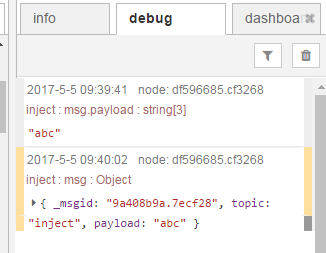 info
debug
dashboar
2017-5-5 09:39:41 node: df596685.cf3268
inject : msg.payload : string[3]
"abc"
2017-5-5 09:40:02 node: df596685.cf3268
inject : msg : Object
{ _msgid: "9a408b9a.7ecf28", topic:
"inject", payload: "abc" }